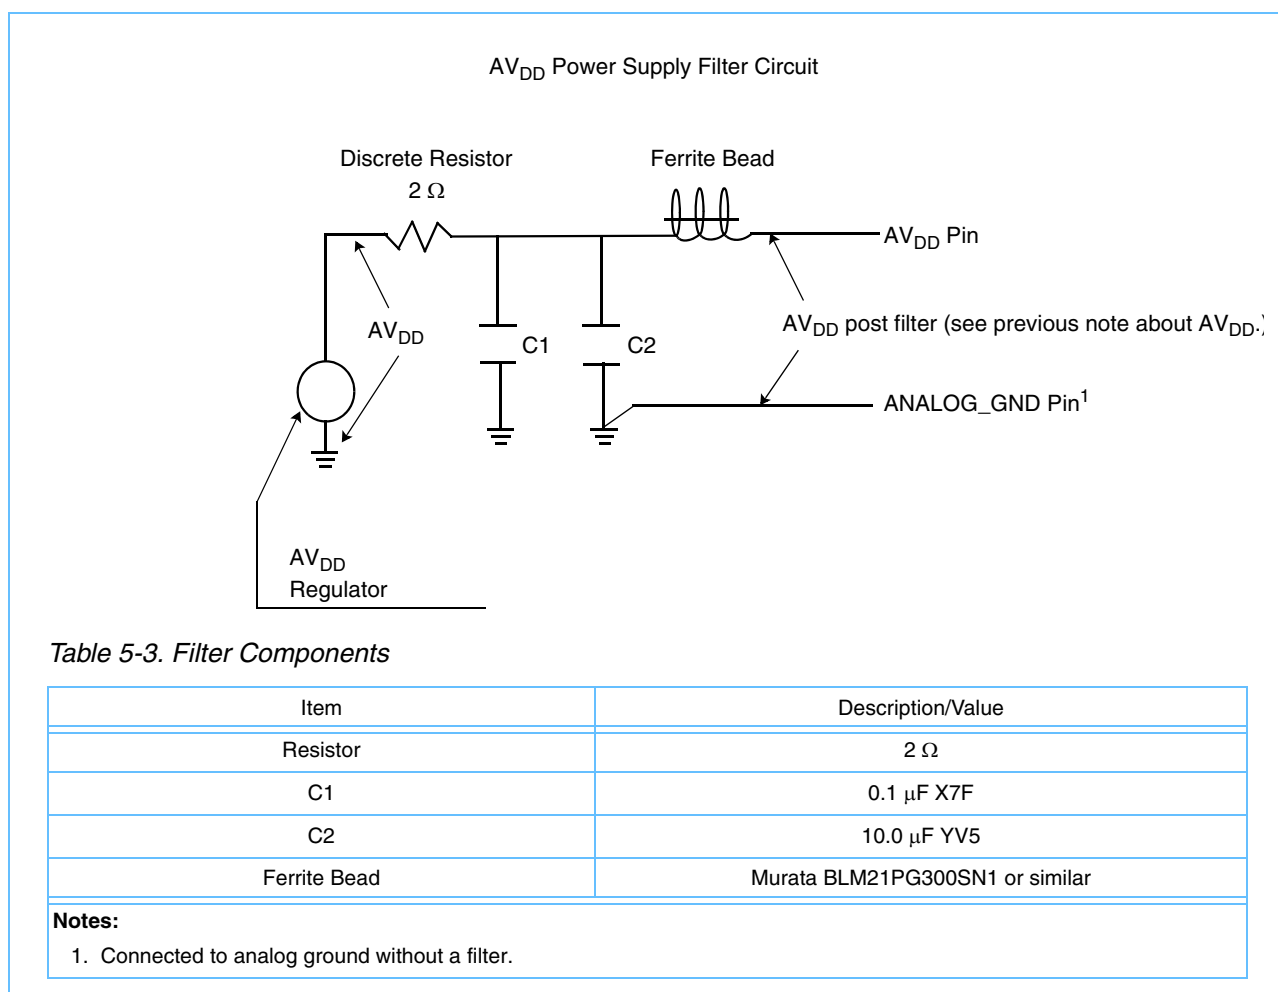 AVDD Power Supply Filter Circuit
Discrete Resistor
2 Ω
Ferrite Bead
AVDD Pin
AVDD
C1
C2
AVDD post filter (see previous note about AVDD.)
ANALOG_GND Pin1
AVDD
Regulator
Table 5-3. Filter Components
Item Description/Value
Resistor 2 Ω
C1 0.1 μF X7F
C2 10.0 μF YV5
Ferrite Bead Murata BLM21PG300SN1 or similar
Notes:
1. Connected to analog ground without a filter.